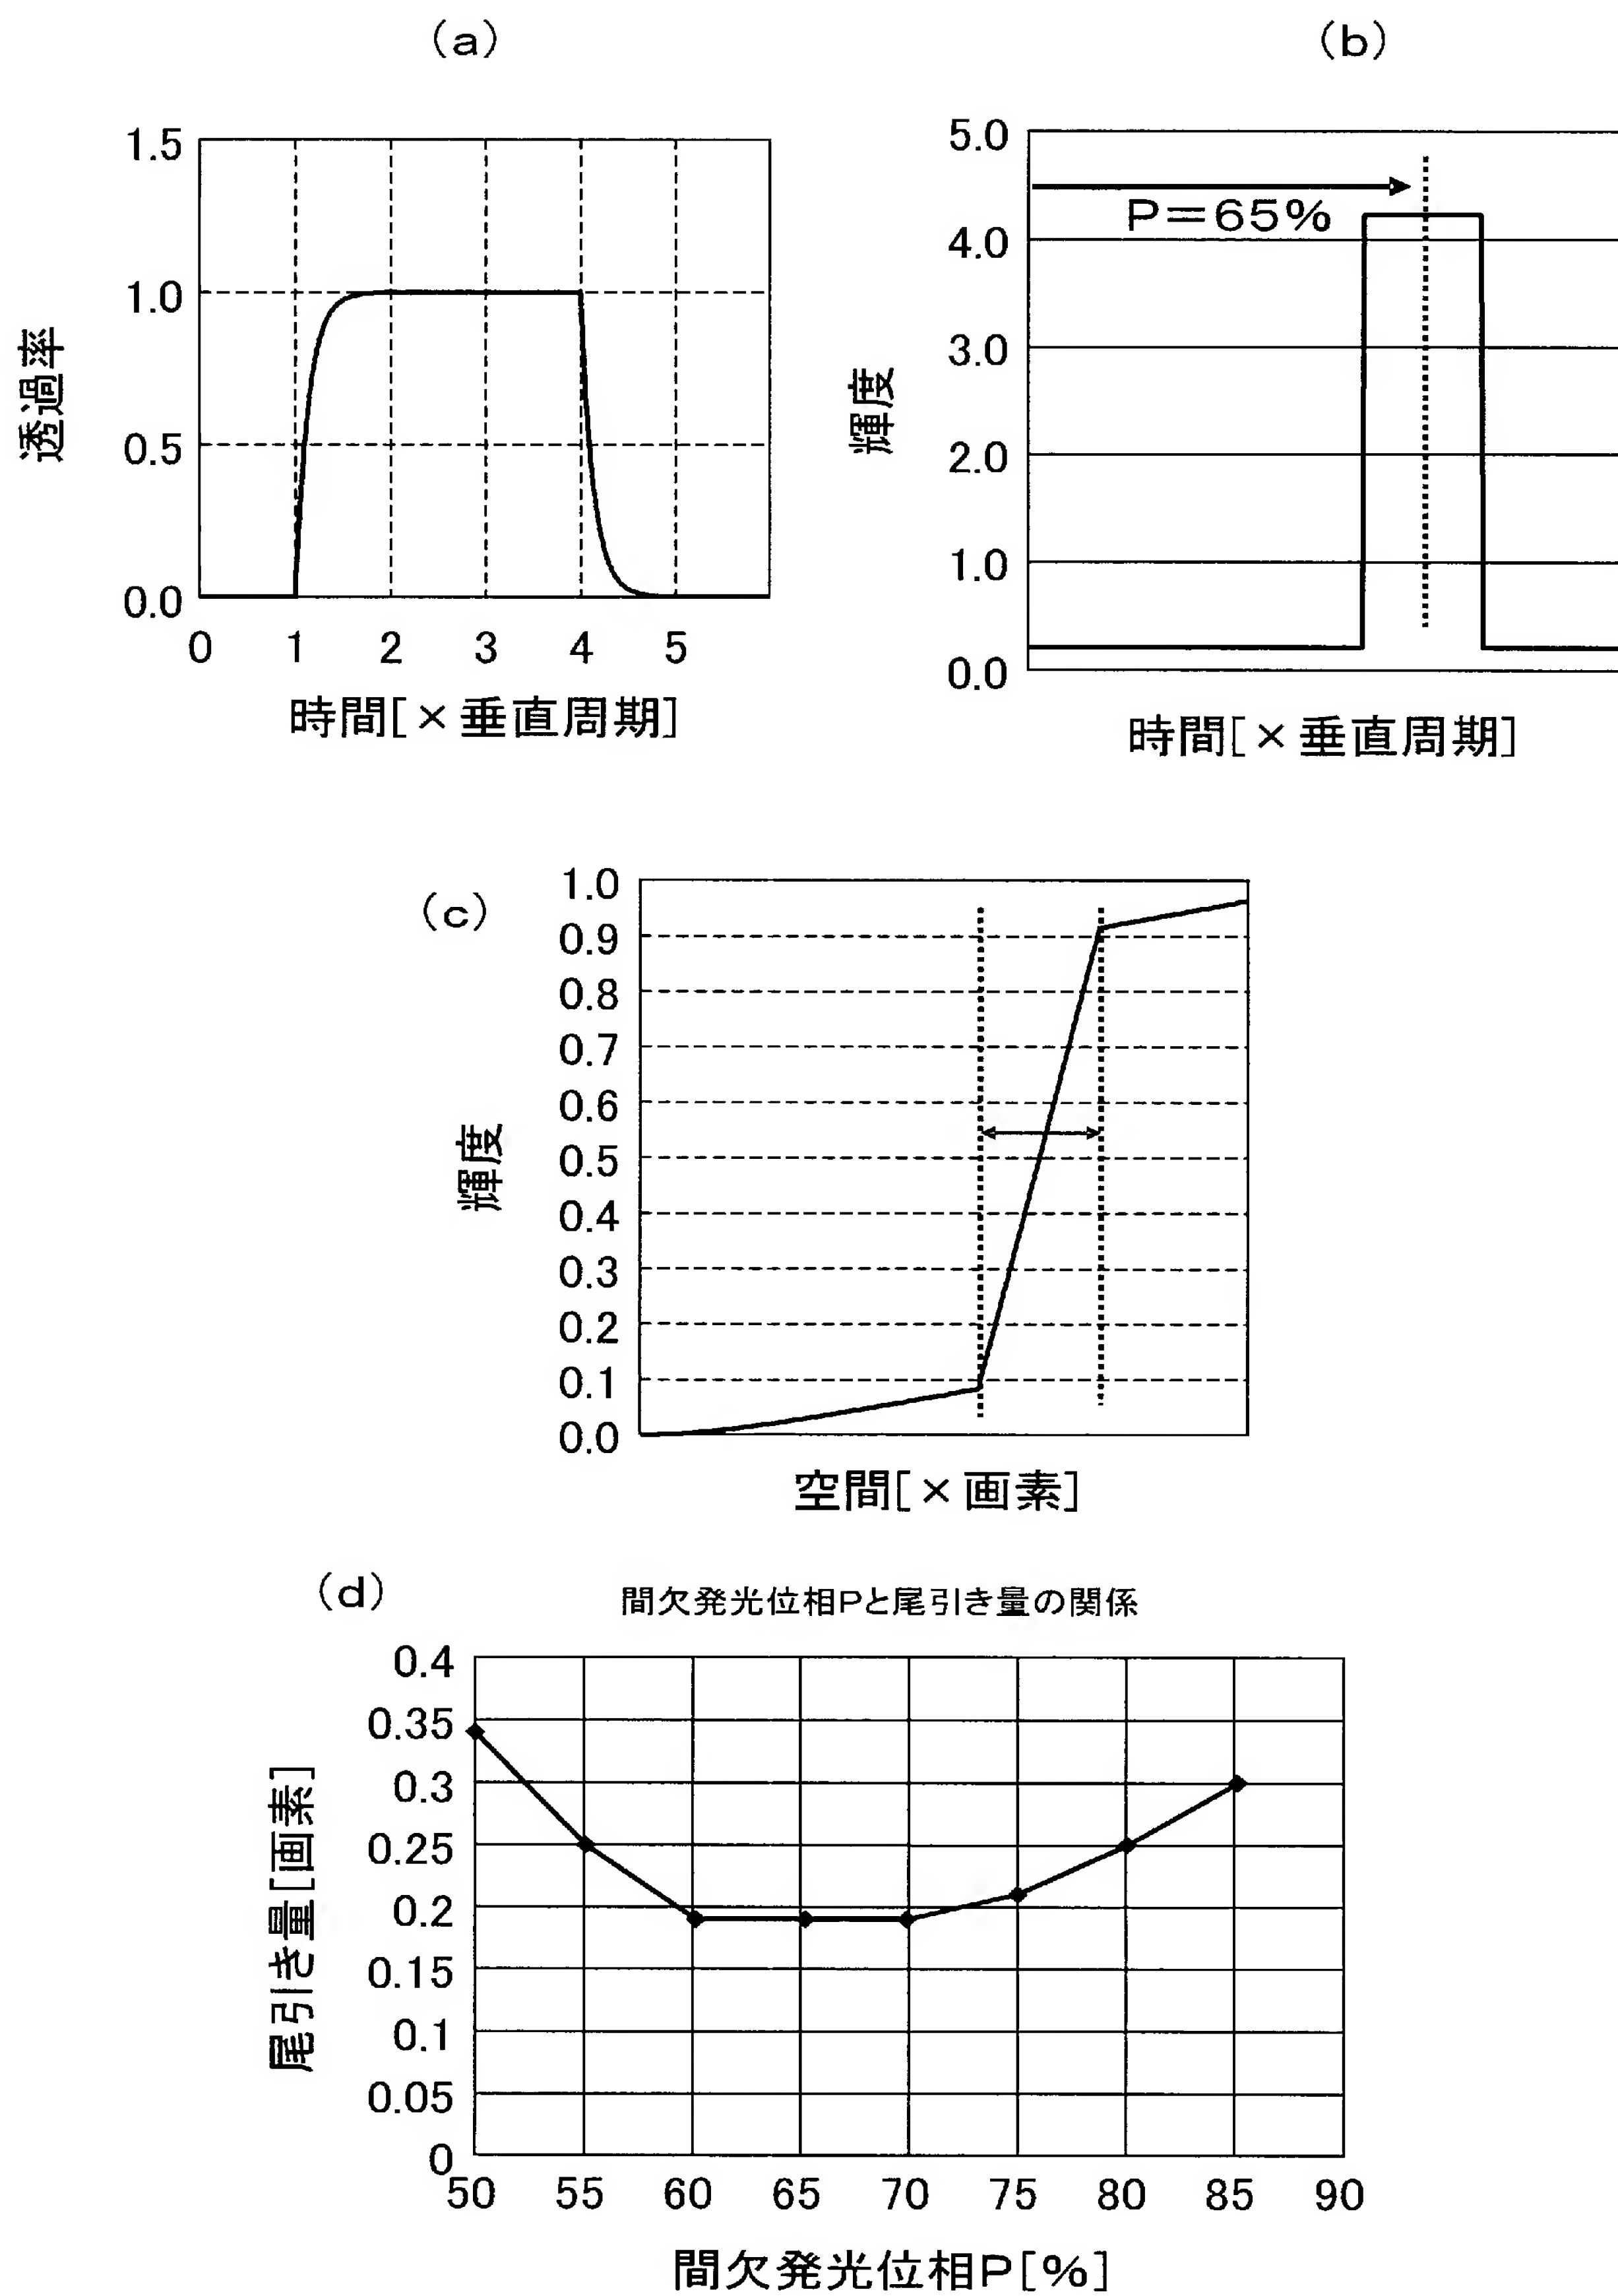 (a)
1.5
1.0
0.5
0.0
0 1 2 3 4 5
透過率
時間[×垂直周期]
(b)
5.0
4.0
3.0
2.0
1.0
0.0
P=65%
輝度
時間[×垂直周期]
(c)
1.0
0.9
0.8
0.7
0.6
0.5
0.4
0.3
0.2
0.1
0.0
輝度
空間[×画素]
(d)
間欠発光位相Pと尾引き量の関係
0.4
0.35
0.3
0.25
0.2
0.15
0.1
0.05
0
50 55 60 65 70 75 80 85 90
尾引き量[画素]
間欠発光位相P[%]